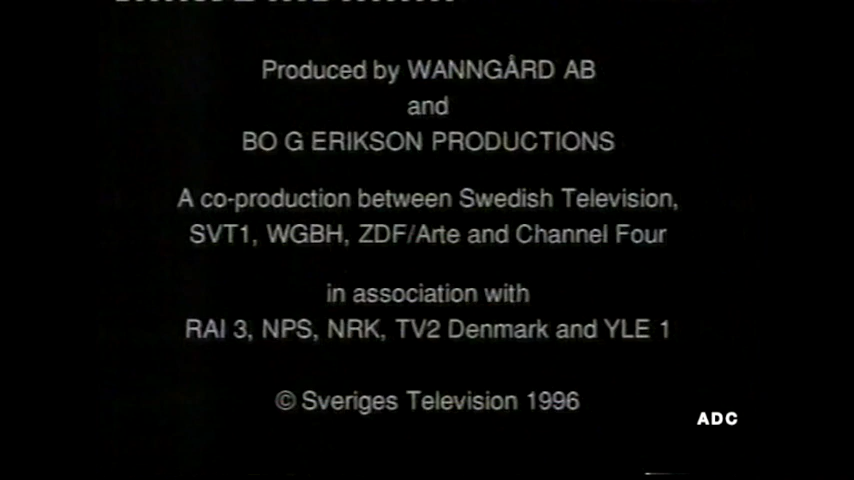 Produced by WANNGÅRD AB
and
BO G ERIKSON PRODUCTIONS
A co-production between Swedish Television,
SVT1, WGBH, ZDF/Arte and Channel Four
in association with
RAI 3, NPS, NRK, TV2 Denmark and YLE 1
© Sveriges Television 1996
ADC